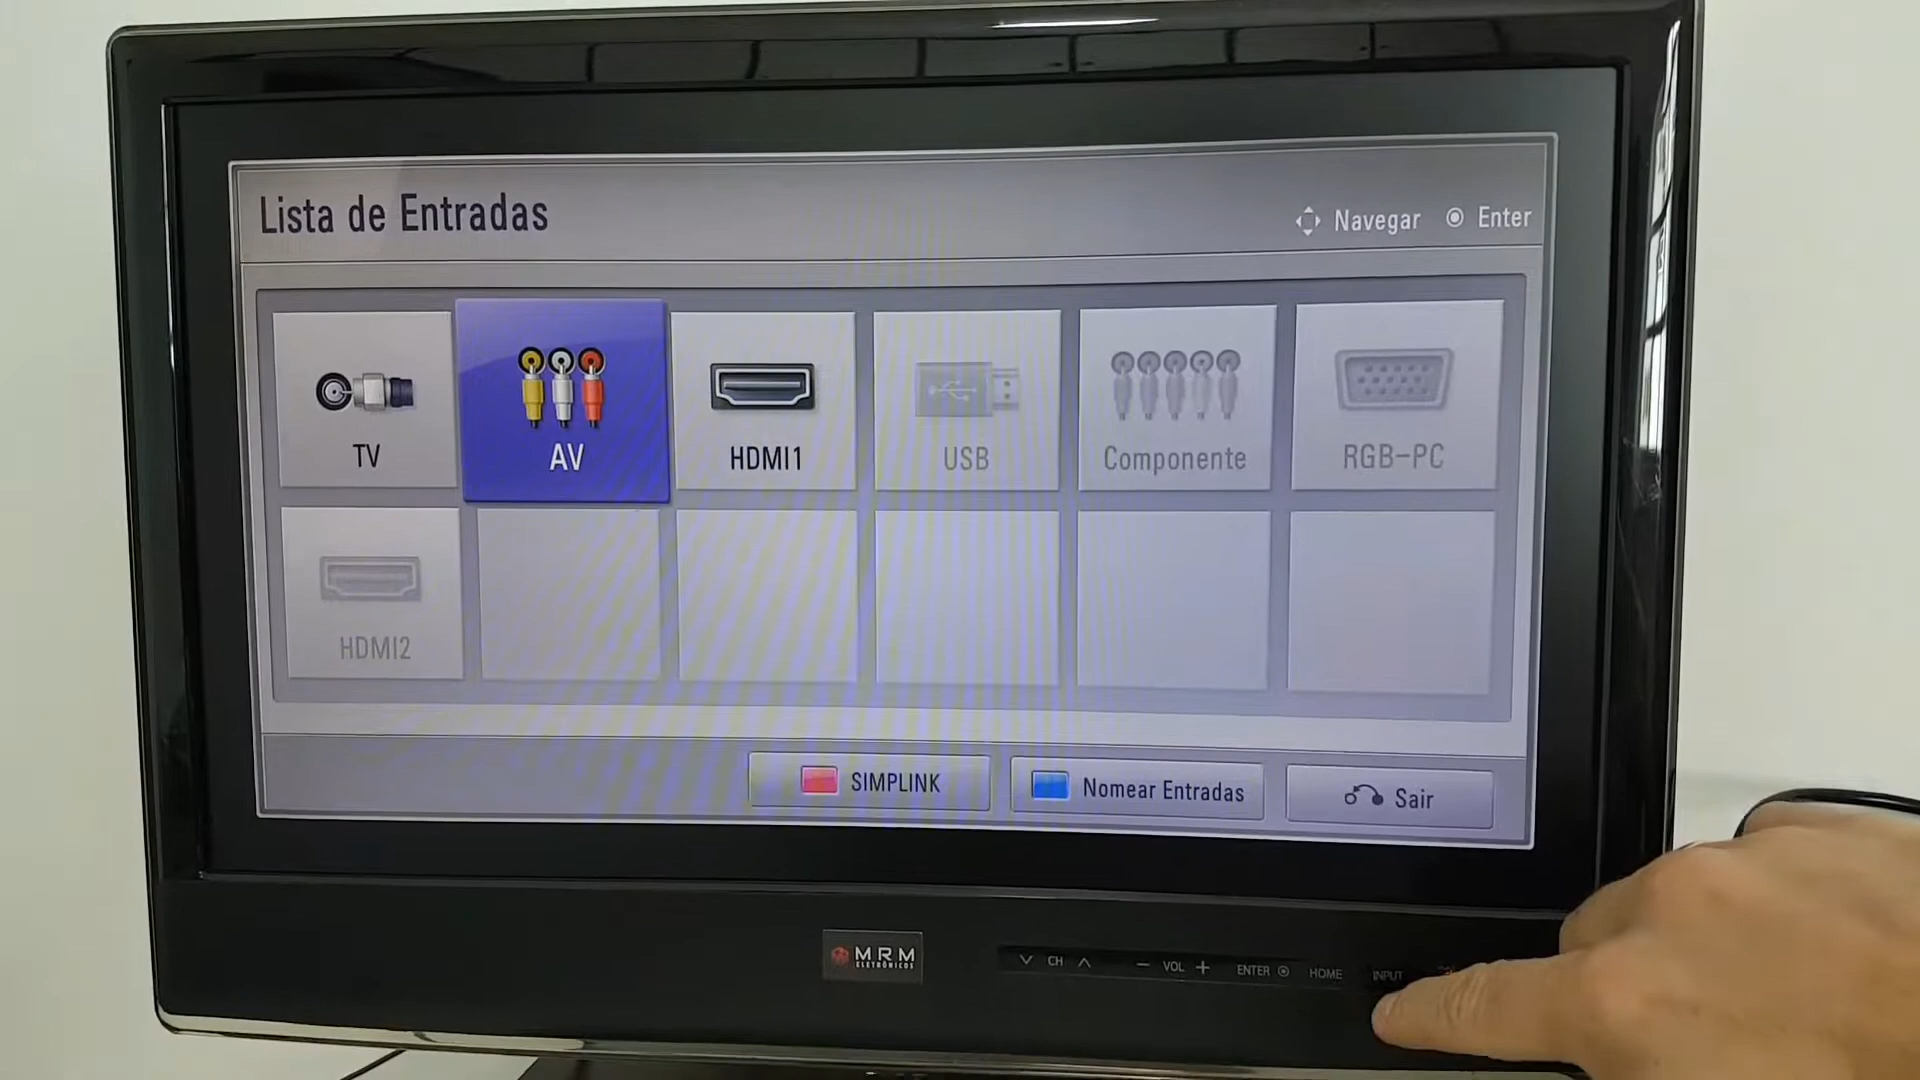 Lista de Entradas
Navegar Enter
TV AV HDMI1 USB Componente RGB-PC
HDMI2
SIMPLINK Nomear Entradas Sair
MRM
ELETRÔNICOS
CH VOL ENTER HOME INPUT